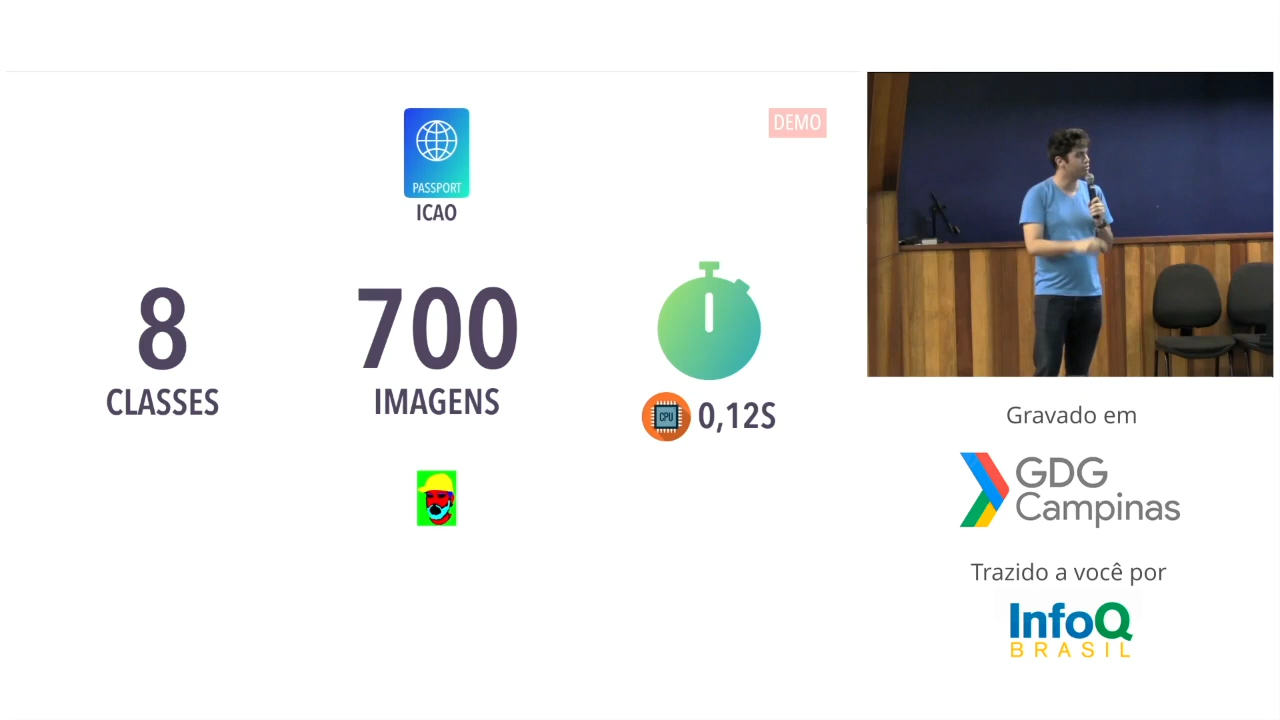 DEMO
PASSPORT
ICAO
8
CLASSES
700
IMAGENS
CPU
0,12S
Gravado em
GDG
Campinas
Trazido a você por
InfoQ
BRASIL